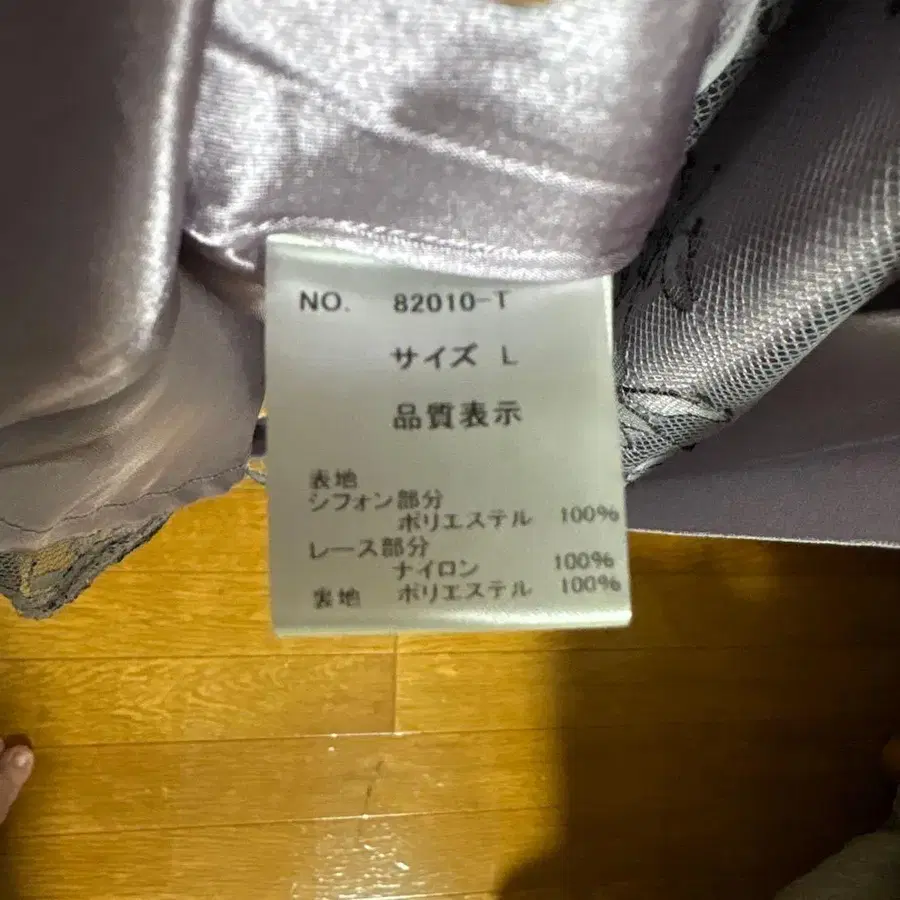 NO. 82010-T
サイズ L
品質表示
表地
シフォン部分
ポリエステル 100%
レース部分
ナイロン 100%
裏地 ポリエステル 100%